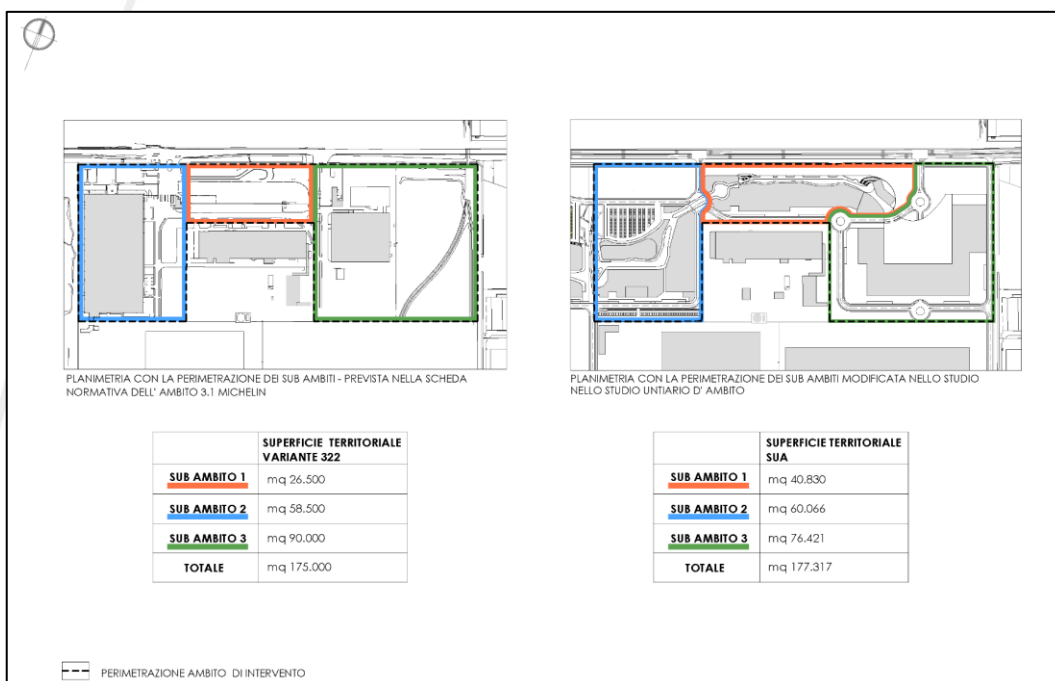 PLANIMETRIA CON LA PERIMETRAZIONE DEI SUB AMBITI - PREVISTA NELLA SCHEDA
NORMATIVA DELL' AMBITO 3.1 MICHELIN
PLANIMETRIA CON LA PERIMETRAZIONE DEI SUB AMBITI MODIFICATA NELLO STUDIO
NELLO STUDIO UNTIARIO D' AMBITO
SUPERFICIE TERRITORIALE
VARIANTE 322
SUB AMBITO 1 mq 26.500
SUB AMBITO 2 mq 58.500
SUB AMBITO 3 mq 90.000
TOTALE mq 175.000
SUPERFICIE TERRITORIALE
SUA
SUB AMBITO 1 mq 40.830
SUB AMBITO 2 mq 60.066
SUB AMBITO 3 mq 76.421
TOTALE mq 177.317
PERIMETRAZIONE AMBITO DI INTERVENTO